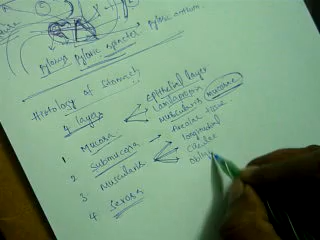 pylorus pyloric sphincter pyloric antrum.
Histology of Stomach
4 layers
1 Mucosa
epithelial layer
Lamina propria
muscularis mucosae
2 Submucosa
Areolar tissue
3 Muscularis
longitudinal
circular
obliq
4 Serosa